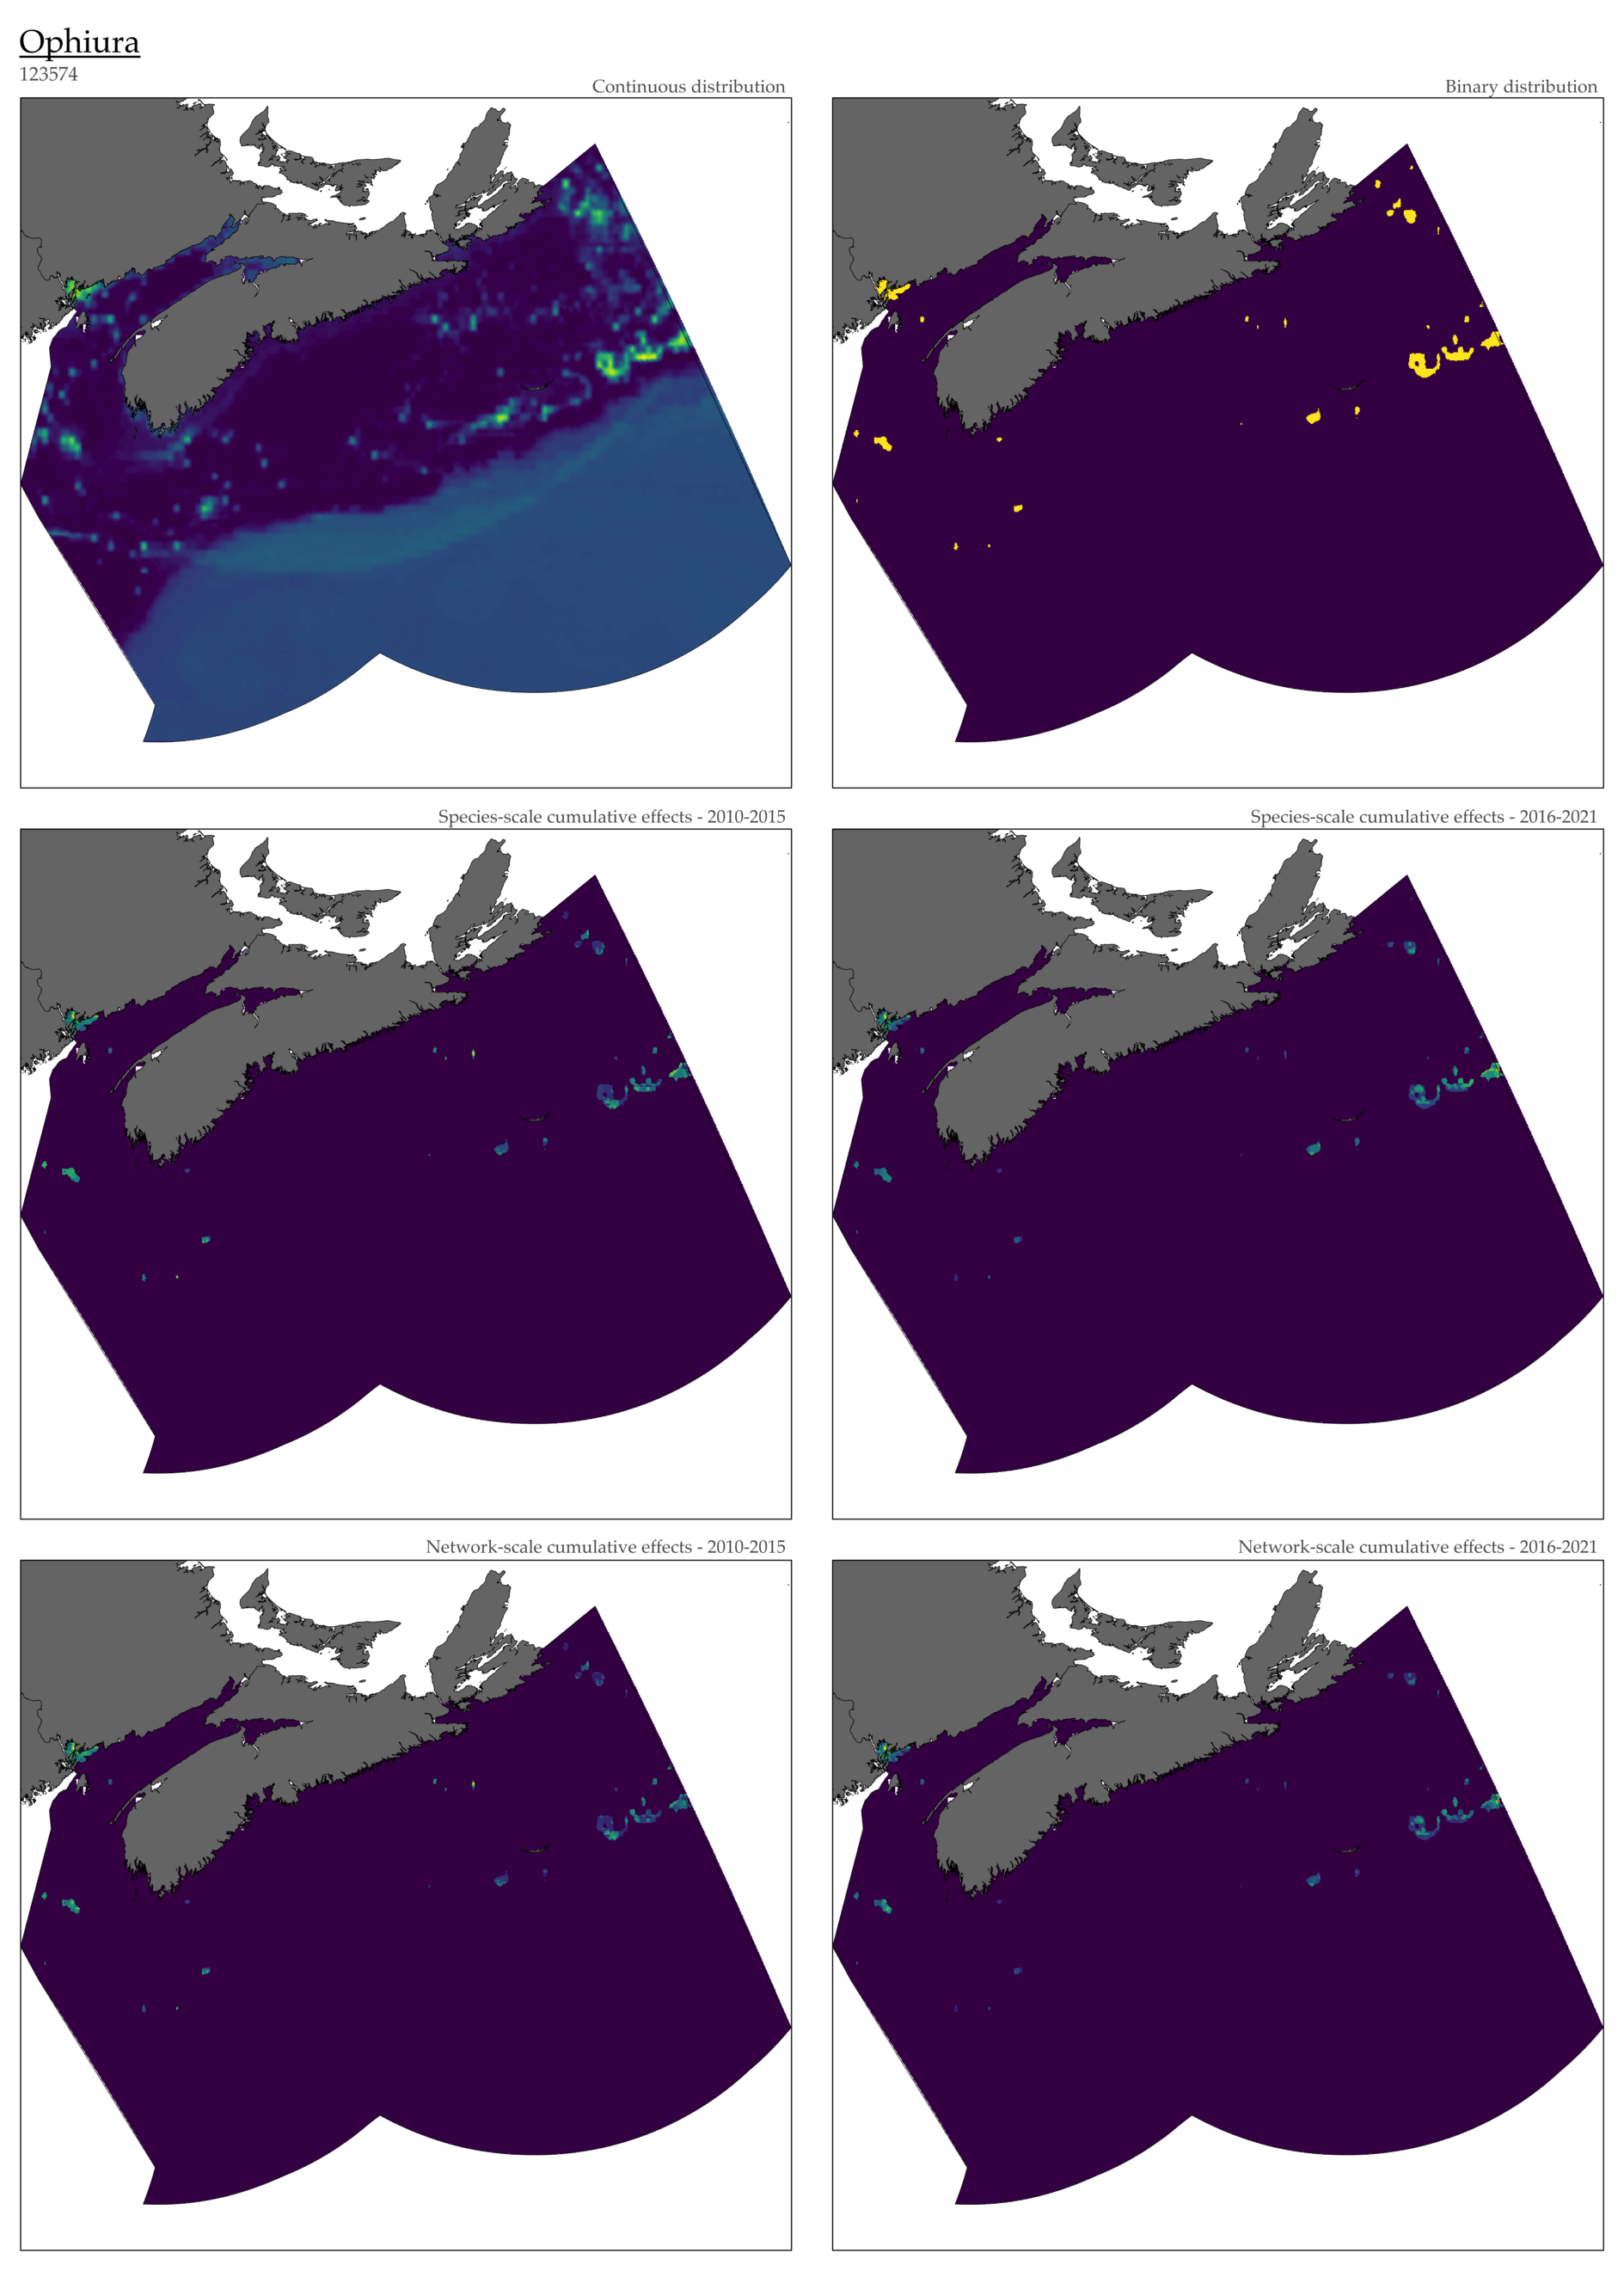 Ophiura
123574
Continuous distribution
Binary distribution
Species-scale cumulative effects - 2010-2015
Species-scale cumulative effects - 2016-2021
Network-scale cumulative effects - 2010-2015
Network-scale cumulative effects - 2016-2021